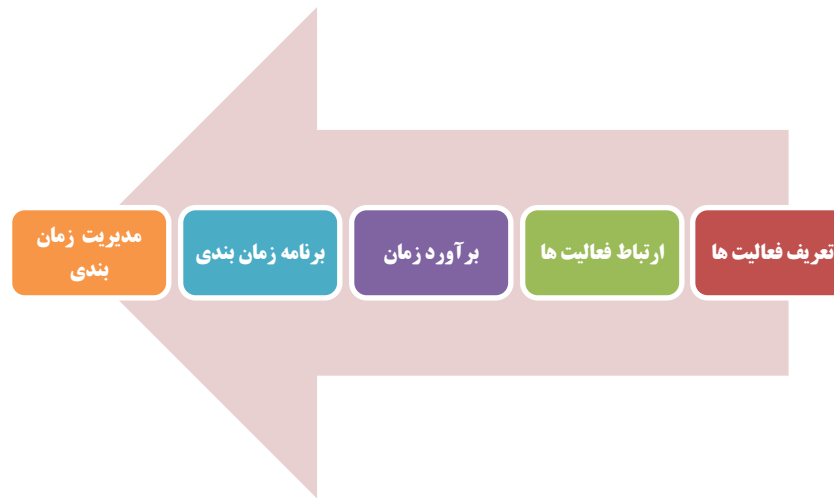 تعریف فعالیت ها
ارتباط فعالیت ها
برآورد زمان
برنامه زمان بندی
مدیریت زمان
بندی